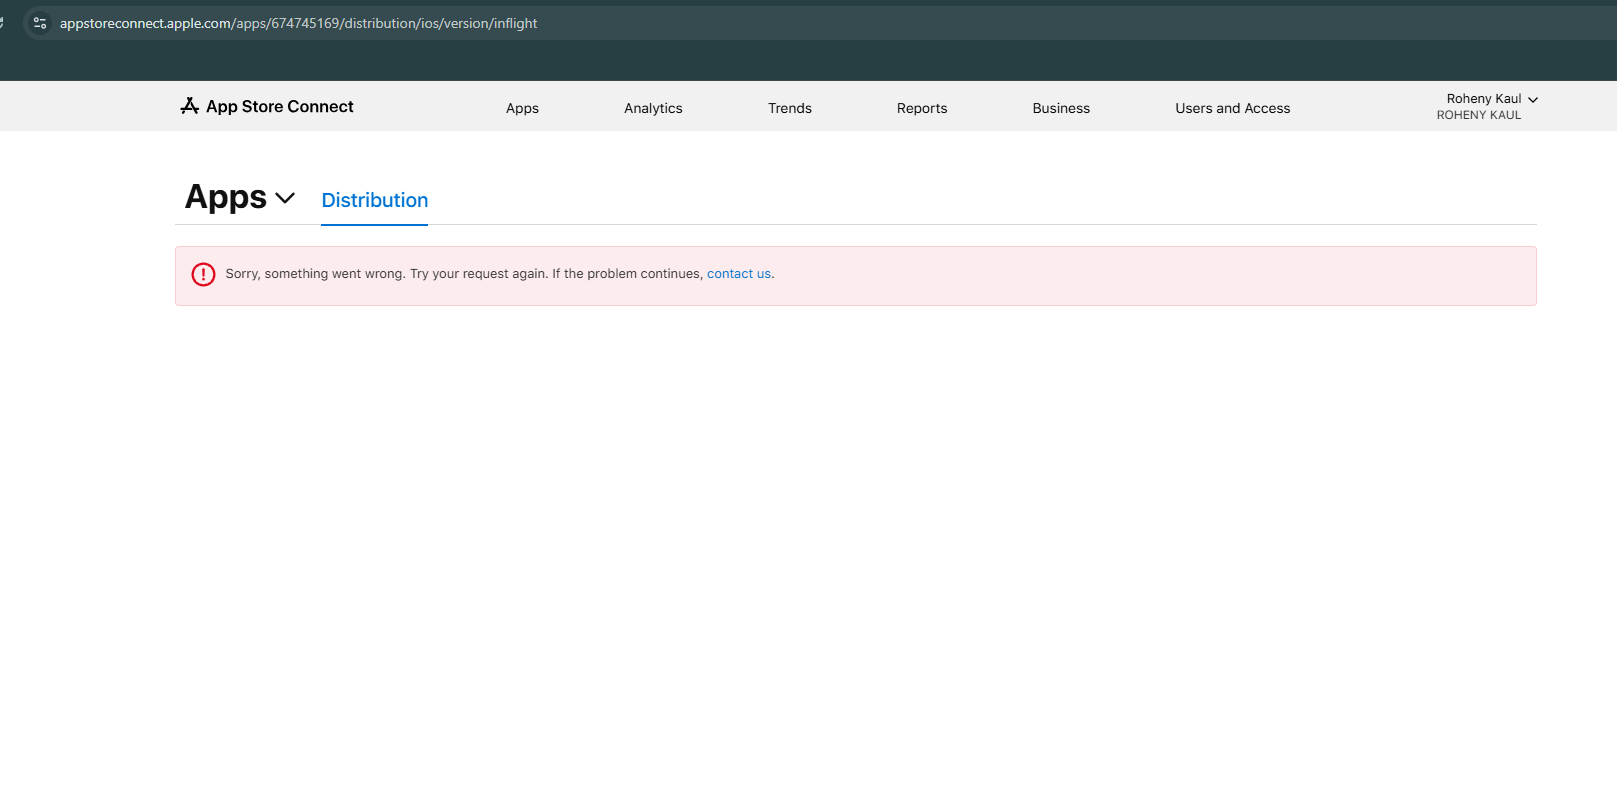 appstoreconnect.apple.com/apps/674745169/distribution/ios/version/inflight
App Store Connect
Apps
Analytics
Trends
Reports
Business
Users and Access
Roheny Kaul
ROHENY KAUL
Apps
Distribution
Sorry, something went wrong. Try your request again. If the problem continues, contact us.